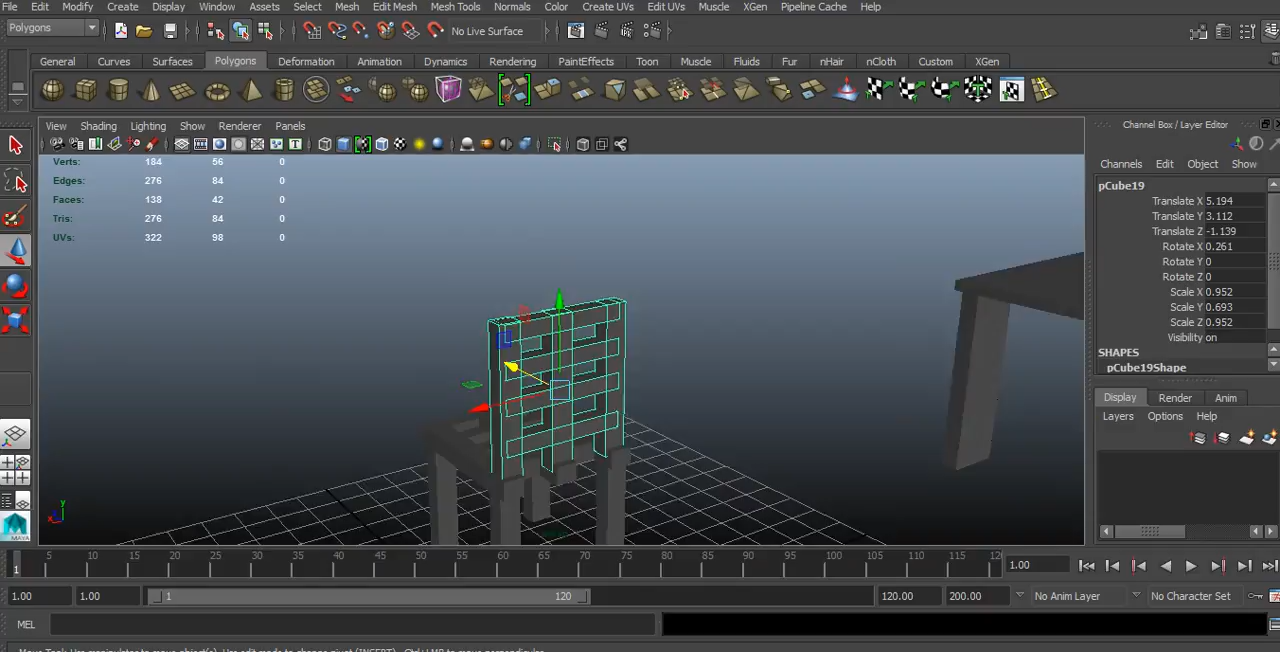 File Edit Modify Create Display Window Assets Select Mesh Edit Mesh Mesh Tools Normals Color Create UVs Edit UVs Muscle XGen Pipeline Cache Help
Polygons No Live Surface
General Curves Surfaces Polygons Deformation Animation Dynamics Rendering PaintEffects Toon Muscle Fluids Fur nHair nCloth Custom XGen
View Shading Lighting Show Renderer Panels
Channel Box / Layer Editor
Channels Edit Object Show
Verts: 184 56 0
Edges: 276 84 0
Faces: 138 42 0
Tris: 276 84 0
UVs: 322 98 0
pCube19
Translate X 5.194
Translate Y 3.112
Translate Z -1.139
Rotate X 0.261
Rotate Y 0
Rotate Z 0
Scale X 0.952
Scale Y 0.693
Scale Z 0.952
Visibility on
SHAPES
pCube19Shape
Display Render Anim
Layers Options Help
y
MAYA
1 5 10 15 20 25 30 35 40 45 50 55 60 65 70 75 80 85 90 95 100 105 110 115 1.00
1.00 1.00 1 120 120.00 200.00 No Anim Layer No Character Set
MEL